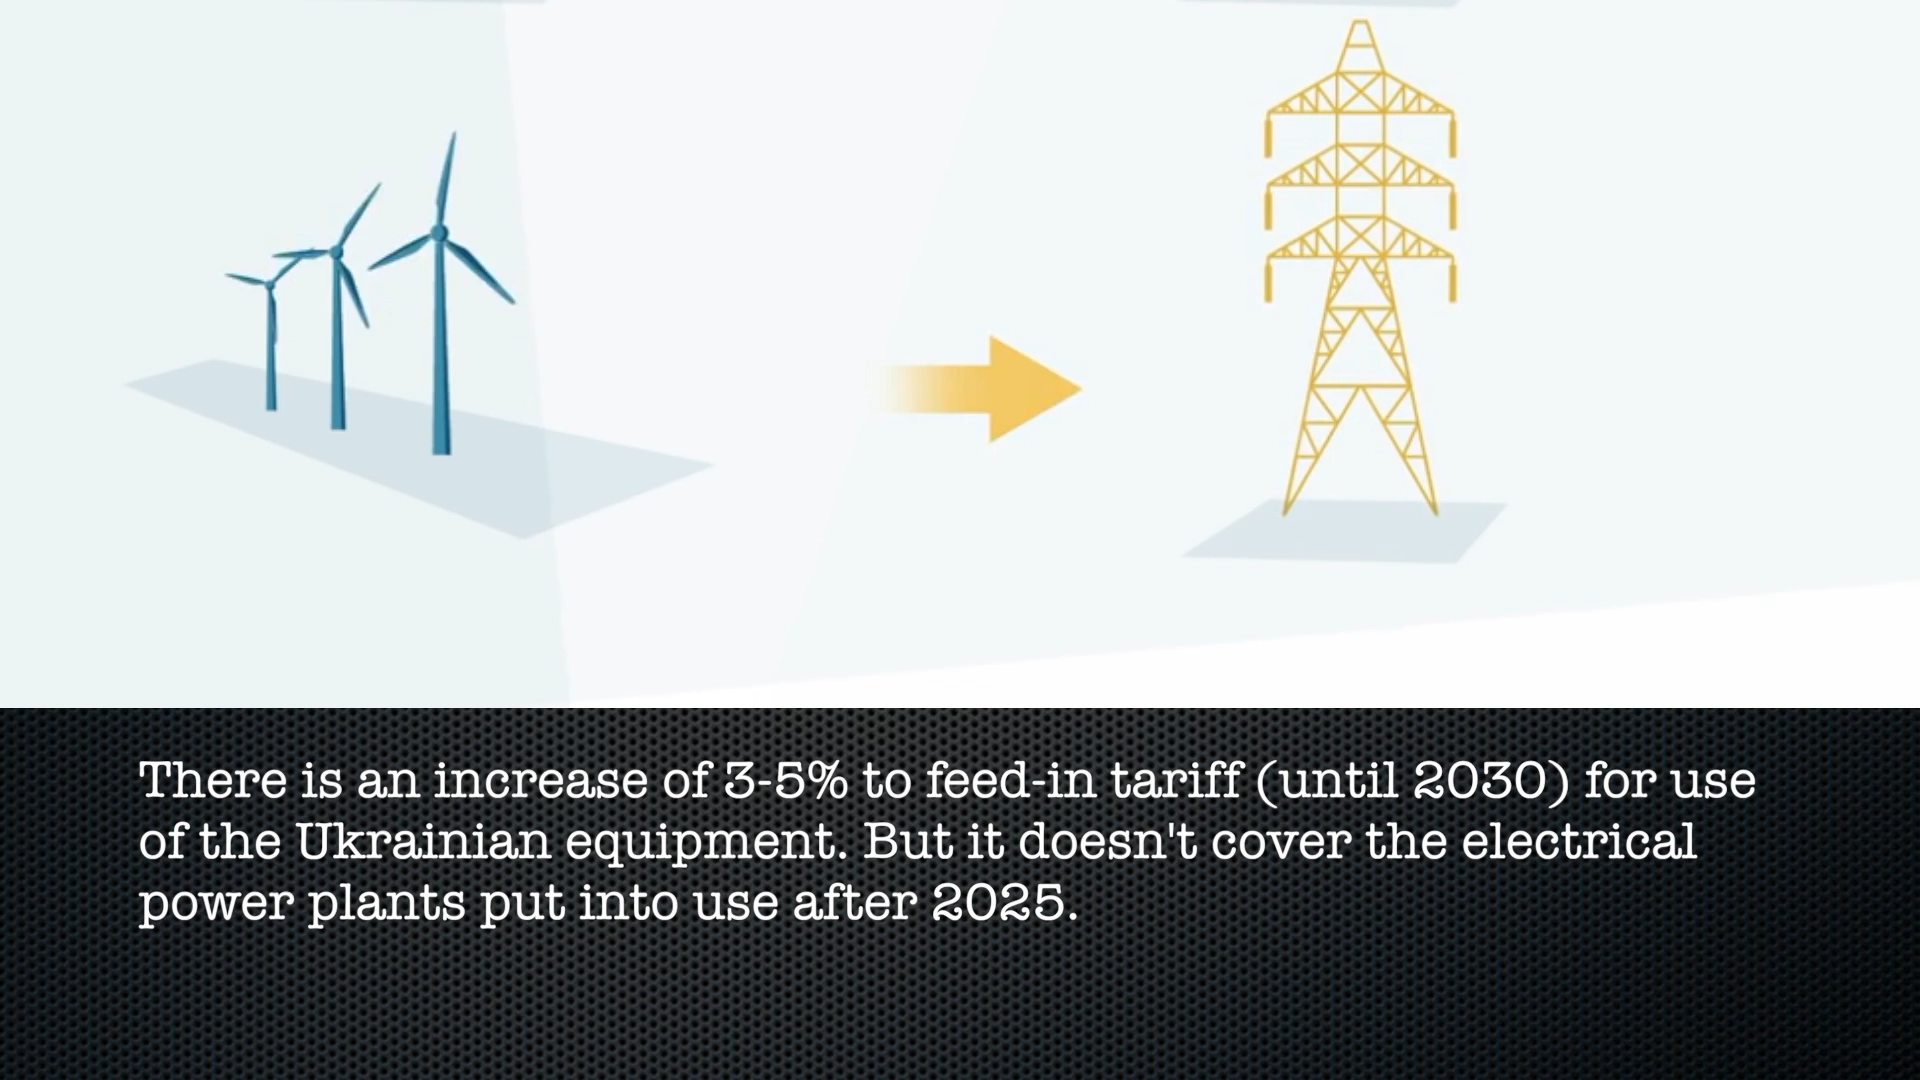 There is an increase of 3-5% to feed-in tariff (until 2030) for use
of the Ukrainian equipment. But it doesn't cover the electrical
power plants put into use after 2025.